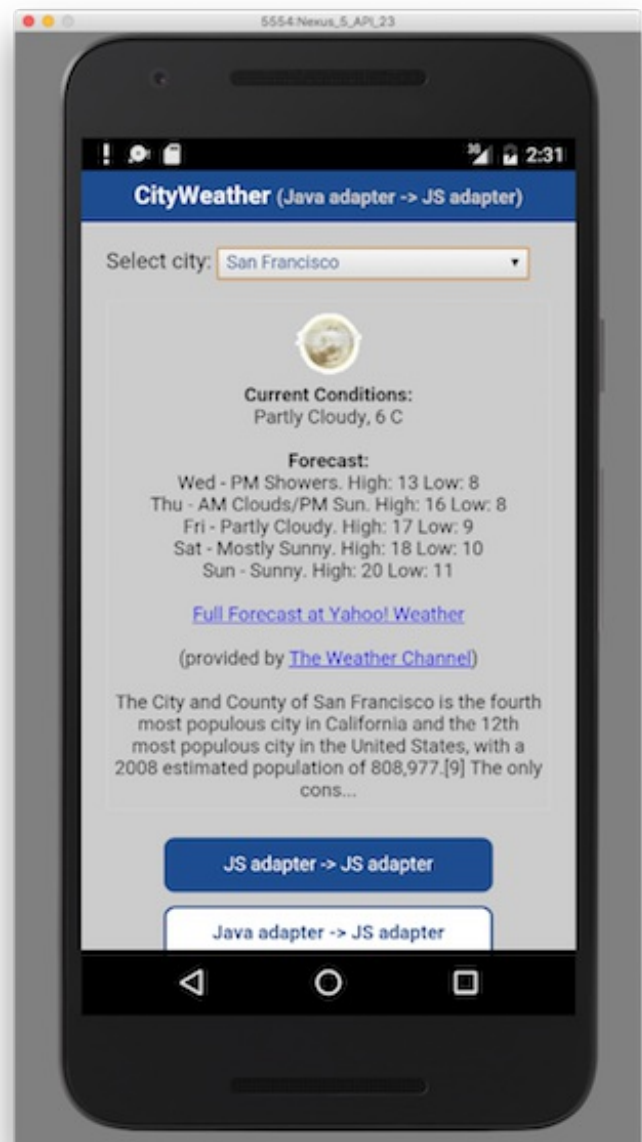 5554:Nexus_5_API_23
3G 2:31
CityWeather (Java adapter -> JS adapter)
Select city: San Francisco
Current Conditions:
Partly Cloudy, 6 C
Forecast:
Wed - PM Showers. High: 13 Low: 8
Thu - AM Clouds/PM Sun. High: 16 Low: 8
Fri - Partly Cloudy. High: 17 Low: 9
Sat - Mostly Sunny. High: 18 Low: 10
Sun - Sunny. High: 20 Low: 11
Full Forecast at Yahoo! Weather
(provided by The Weather Channel)
The City and County of San Francisco is the fourth
most populous city in California and the 12th
most populous city in the United States, with a
2008 estimated population of 808,977.[9] The only
cons...
JS adapter -> JS adapter
Java adapter -> JS adapter